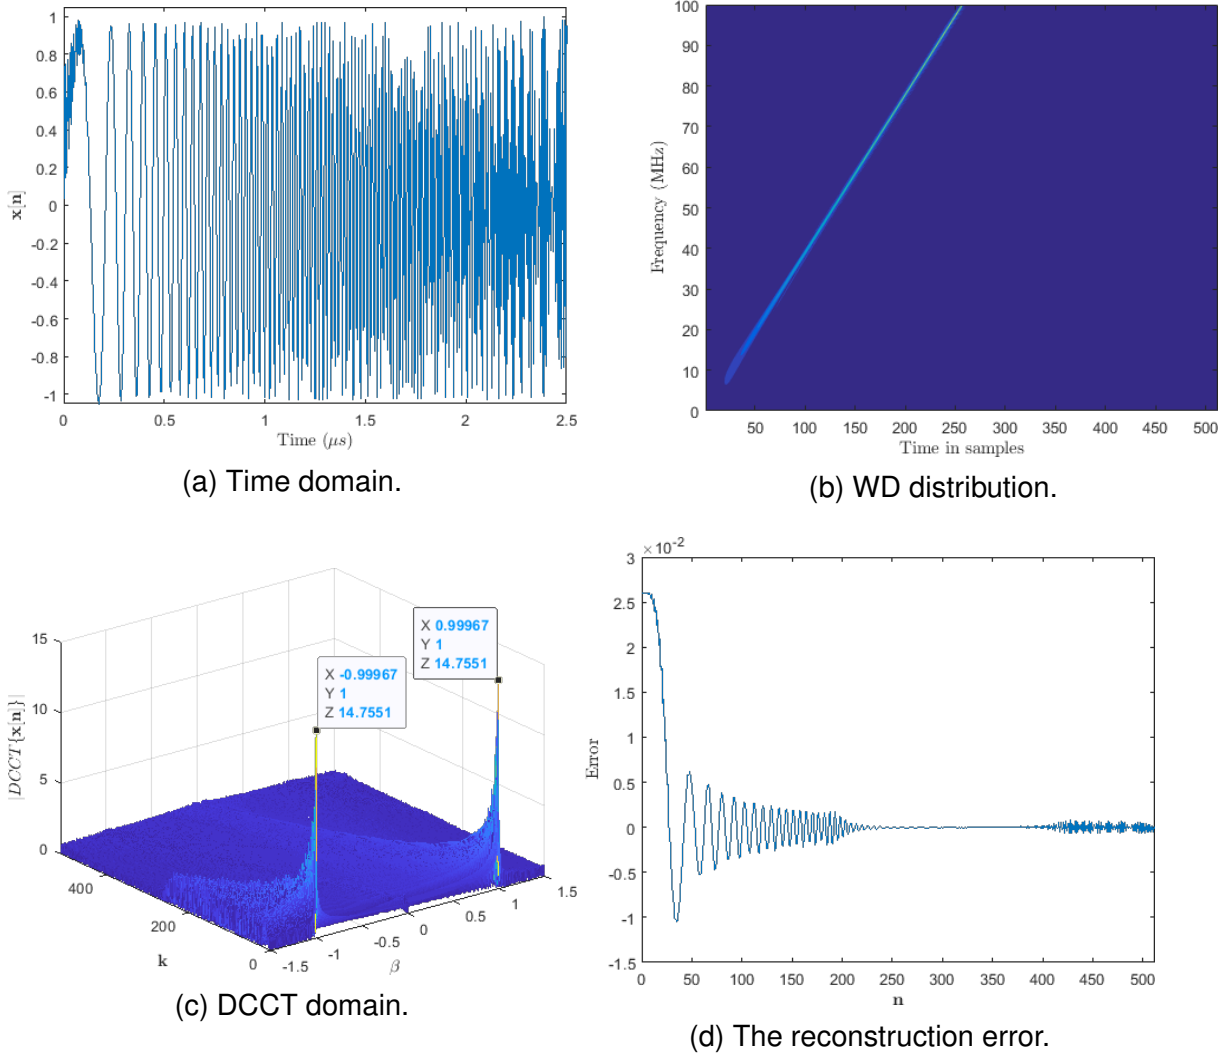 1
0.8
0.6
0.4
0.2
0
-0.2
-0.4
-0.6
-0.8
-1
x[n]
0 0.5 1 1.5 2 2.5
Time (μs)
(a) Time domain.
100
90
80
70
60
50
40
30
20
10
0
Frequency (MHz)
50 100 150 200 250 300 350 400 450 500
Time in samples
(b) WD distribution.
15
10
5
0
|DCCT{x[n]}|
X -0.99967
Y 1
Z 14.7551
X 0.99967
Y 1
Z 14.7551
400
200
0
k
-1.5 -1 -0.5 0 0.5 1 1.5
β
(c) DCCT domain.
×10-2
3
2.5
2
1.5
1
0.5
0
-0.5
-1
-1.5
Error
0 50 100 150 200 250 300 350 400 450 500
n
(d) The reconstruction error.